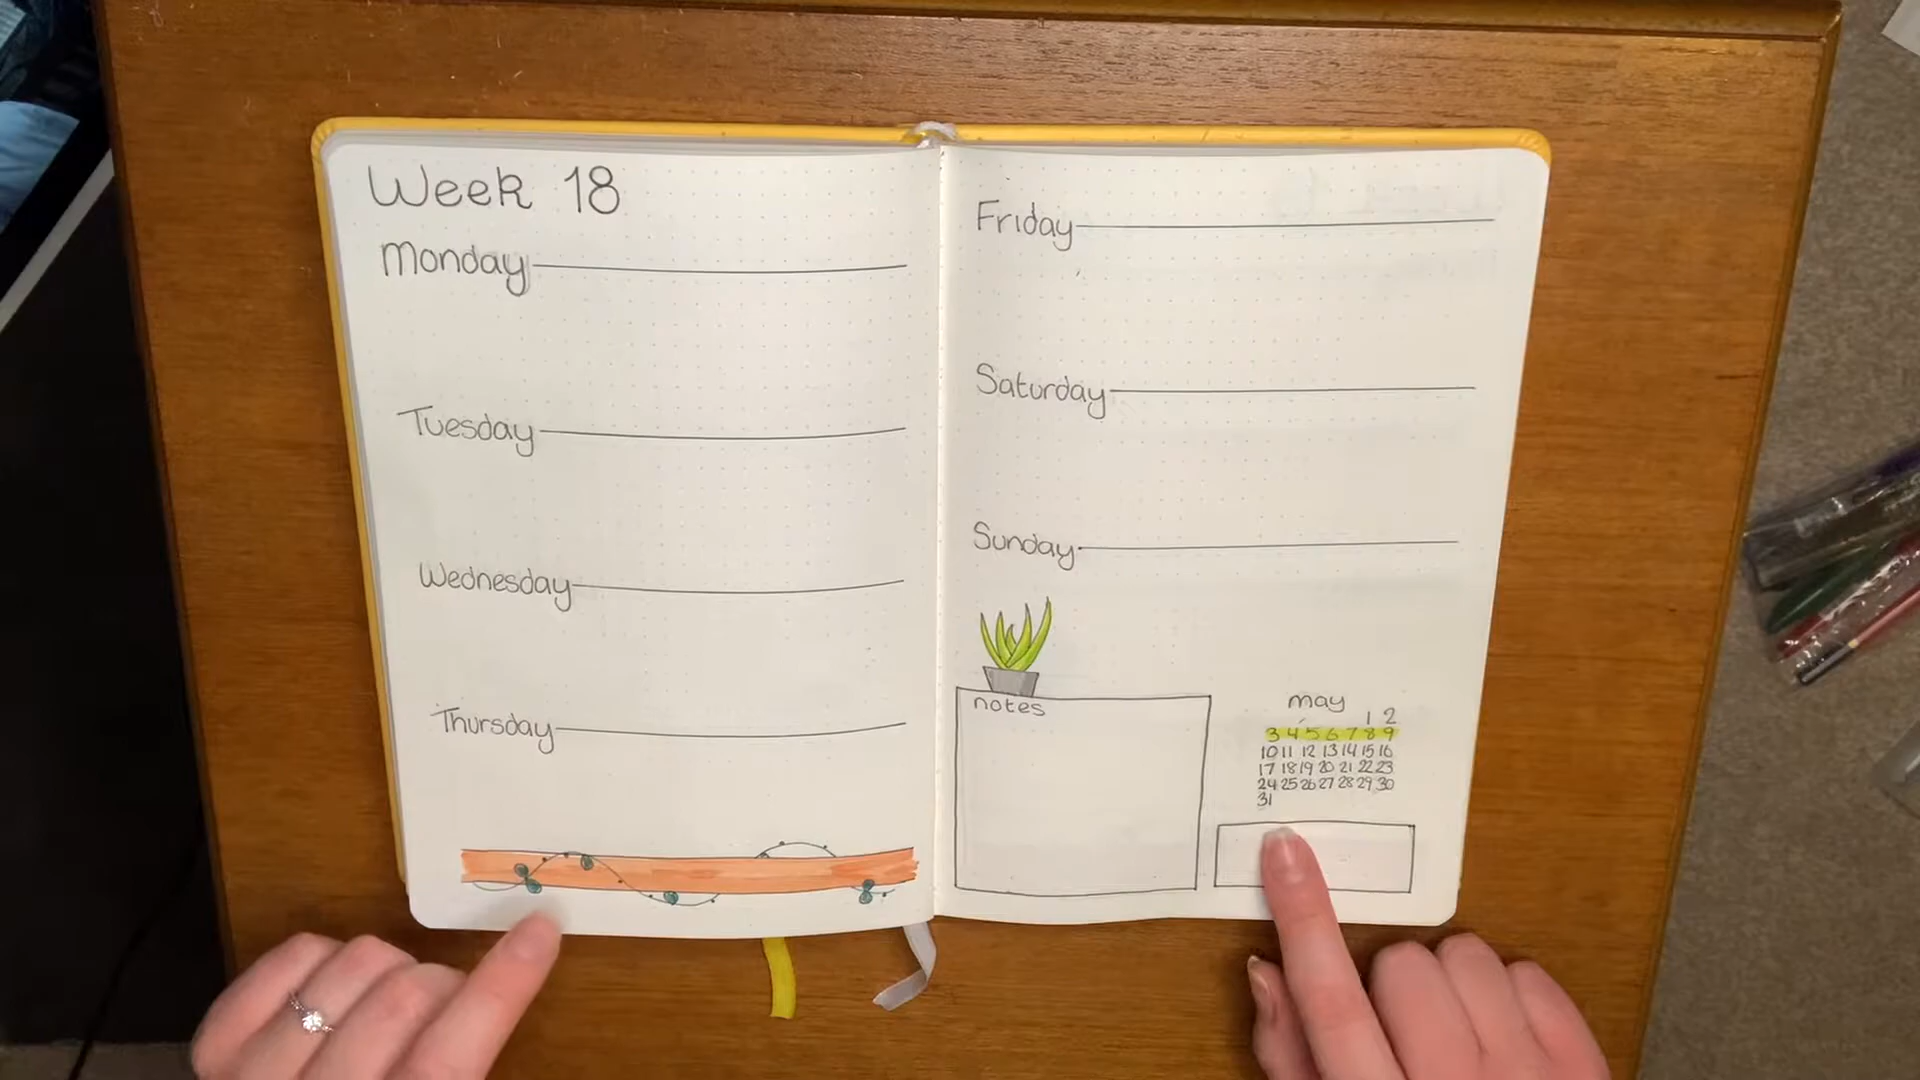 Week 18
Monday
Tuesday
Wednesday
Thursday
Friday
Saturday
Sunday
notes
may
1 2
3 4 5 6 7 8 9
10 11 12 13 14 15 16
17 18 19 20 21 22 23
24 25 26 27 28 29 30
31